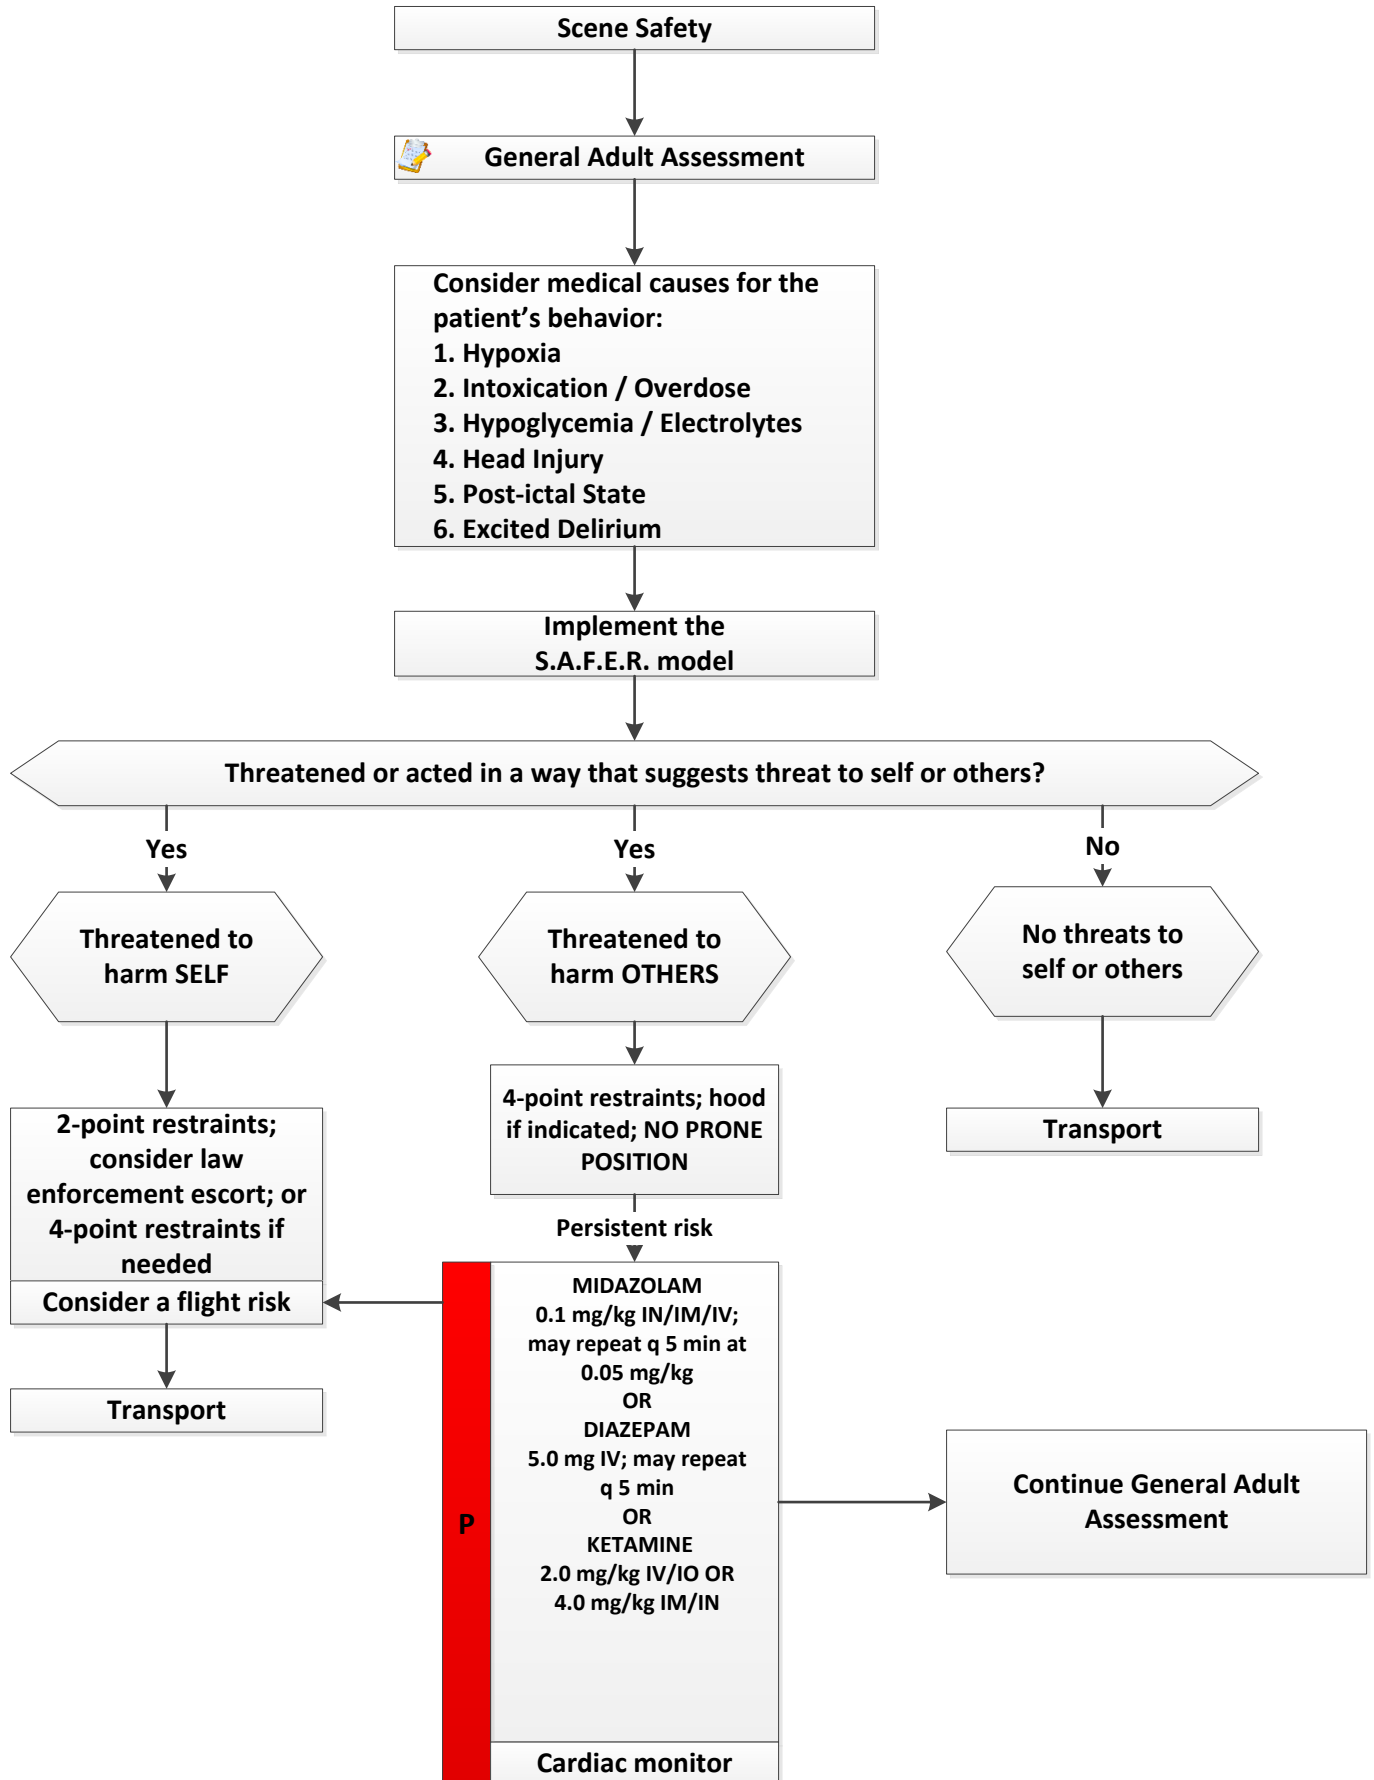 Scene Safety
General Adult Assessment
Consider medical causes for the
patient's behavior:
1. Hypoxia
2. Intoxication / Overdose
3. Hypoglycemia / Electrolytes
4. Head Injury
5. Post-ictal State
6. Excited Delirium
Implement the
S.A.F.E.R. model
Threatened or acted in a way that suggests threat to self or others?
Yes
Yes
No
Threatened to
harm SELF
Threatened to
harm OTHERS
No threats to
self or others
2-point restraints;
consider law
enforcement escort; or
4-point restraints if
needed
Consider a flight risk
Transport
4-point restraints; hood
if indicated; NO PRONE
POSITION
Persistent risk
P
MIDAZOLAM
0.1 mg/kg IN/IM/IV;
may repeat q 5 min at
0.05 mg/kg
OR
DIAZEPAM
5.0 mg IV; may repeat
q 5 min
OR
KETAMINE
2.0 mg/kg IV/IO OR
4.0 mg/kg IM/IN
Cardiac monitor
Transport
Continue General Adult
Assessment